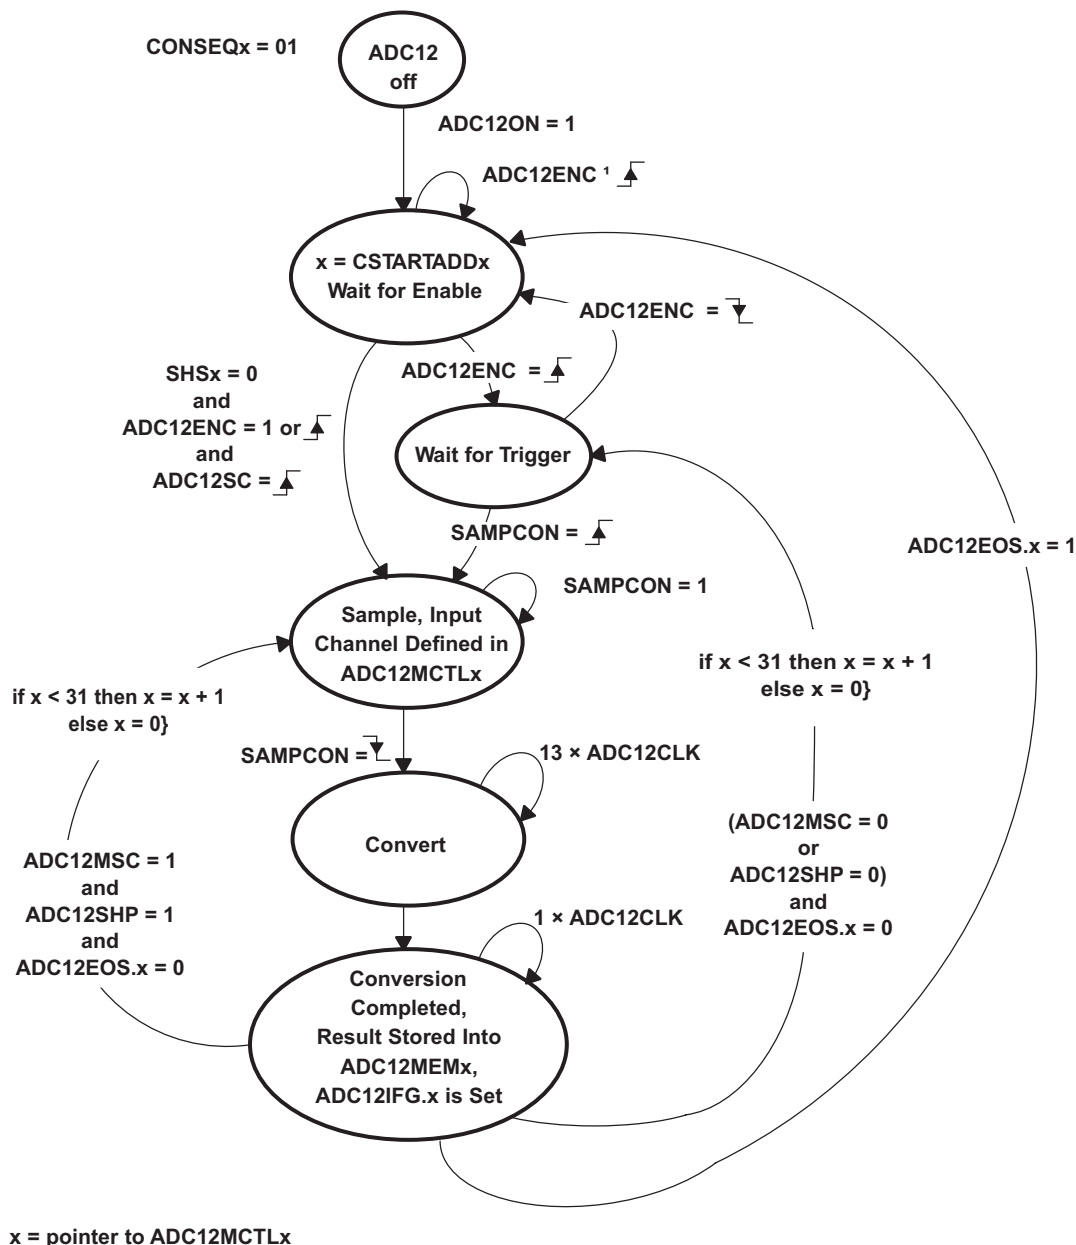 CONSEQx = 01
ADC12
off
ADC12ON = 1
ADC12ENC ¹
x = CSTARTADDx
Wait for Enable
ADC12ENC =
SHSx = 0
and
ADC12ENC = 1 or
and
ADC12SC =
ADC12ENC =
Wait for Trigger
SAMPCON =
ADC12EOS.x = 1
SAMPCON = 1
Sample, Input
Channel Defined in
ADC12MCTLx
if x < 31 then x = x + 1
else x = 0}
if x < 31 then x = x + 1
else x = 0}
SAMPCON =
13 × ADC12CLK
Convert
(ADC12MSC = 0
or
ADC12SHP = 0)
and
ADC12EOS.x = 0
ADC12MSC = 1
and
ADC12SHP = 1
and
ADC12EOS.x = 0
1 × ADC12CLK
Conversion
Completed,
Result Stored Into
ADC12MEMx,
ADC12IFG.x is Set
x = pointer to ADC12MCTLx